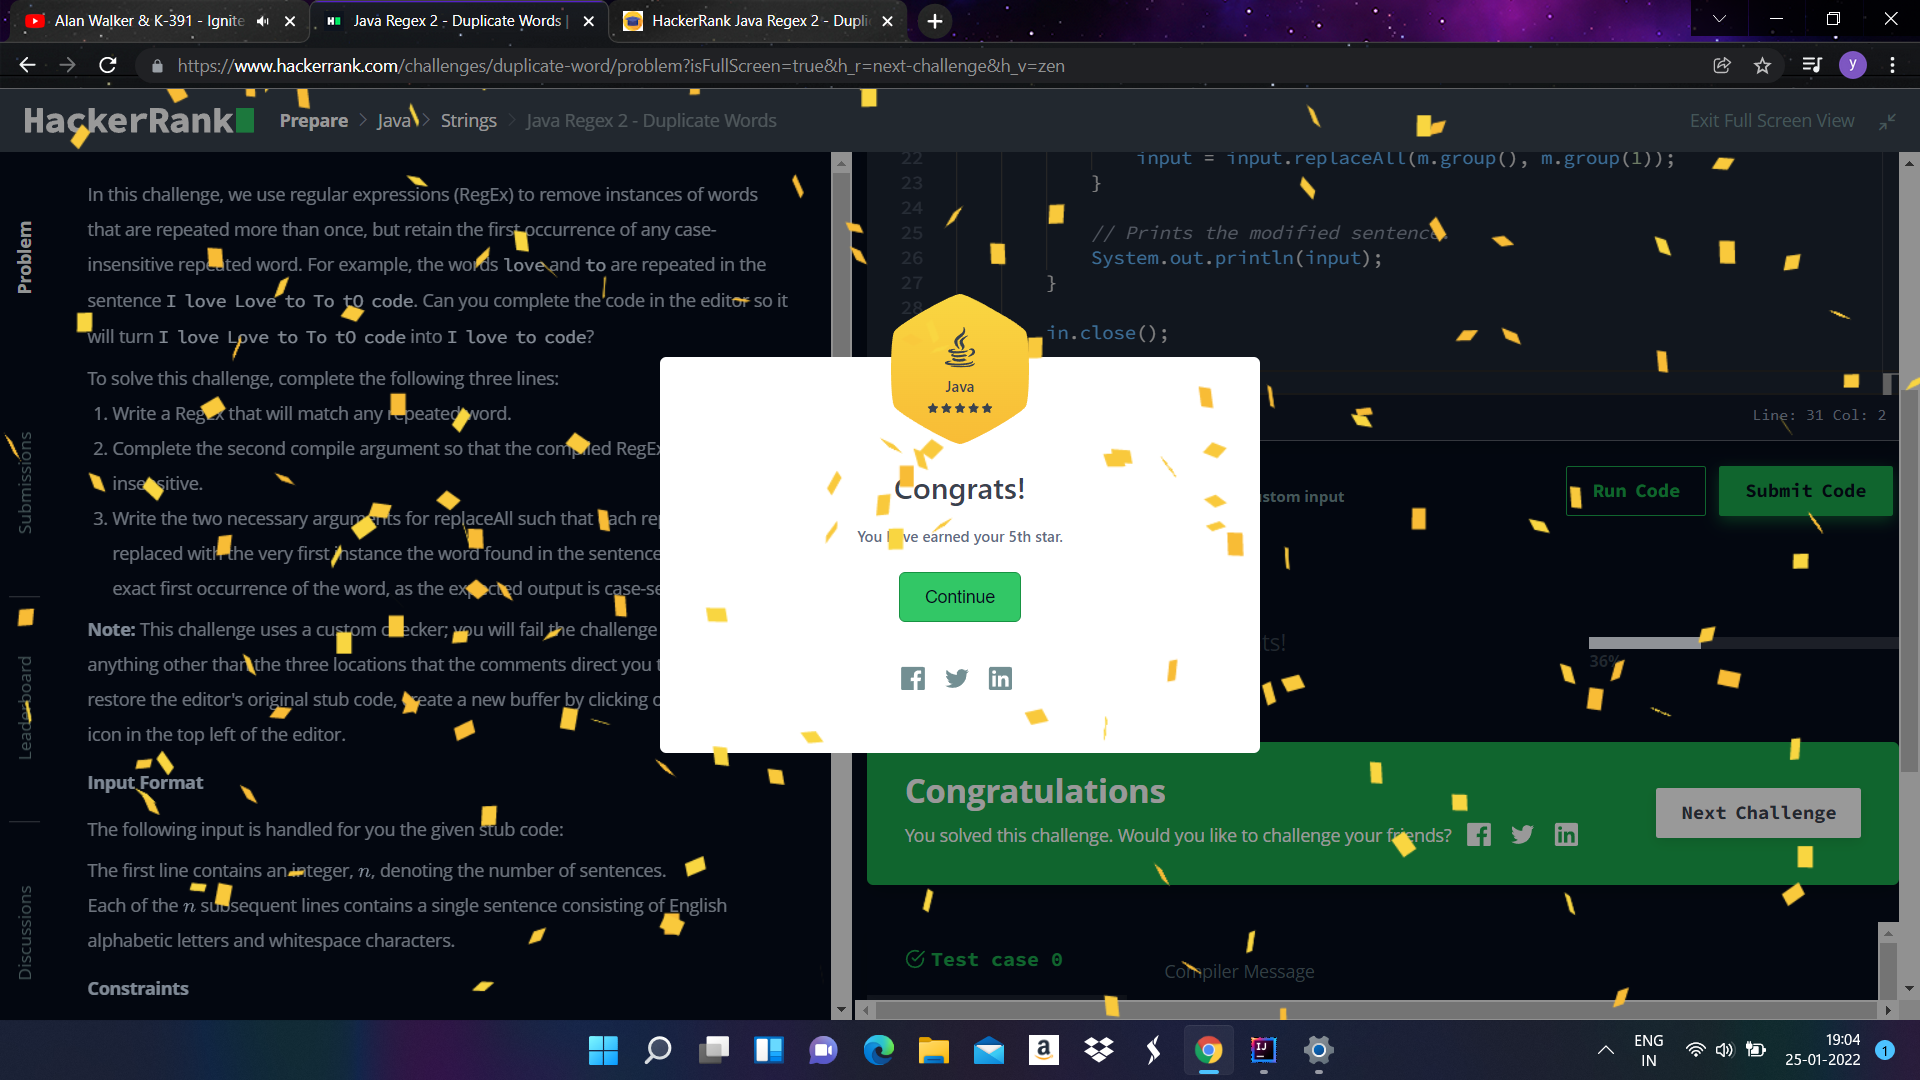 Alan Walker & K-391 - Ignite
Java Regex 2 - Duplicate Words |
HackerRank Java Regex 2 - Dupli
https://www.hackerrank.com/challenges/duplicate-word/problem?isFullScreen=true&h_r=next-challenge&h_v=zen
y
HackerRank
Prepare > Java > Strings > Java Regex 2 - Duplicate Words
Exit Full Screen View
Problem
Submissions
Leaderboard
Discussions
In this challenge, we use regular expressions (RegEx) to remove instances of words
that are repeated more than once, but retain the first occurrence of any case-
insensitive repeated word. For example, the words love and to are repeated in the
sentence I love Love to To tO code. Can you complete the code in the editor so it
will turn I love Love to To tO code into I love to code?
To solve this challenge, complete the following three lines:
1. Write a RegEx that will match any repeated word.
2. Complete the second compile argument so that the compiled RegEx
insensitive.
3. Write the two necessary arguments for replaceAll such that each rep
replaced with the very first instance the word found in the sentence
exact first occurrence of the word, as the expected output is case-se
Note: This challenge uses a custom checker; you will fail the challenge
anything other than the three locations that the comments direct you t
restore the editor's original stub code, create a new buffer by clicking o
icon in the top left of the editor.
Input Format
The following input is handled for you the given stub code:
The first line contains an integer, n, denoting the number of sentences.
Each of the n subsequent lines contains a single sentence consisting of English
alphabetic letters and whitespace characters.
Constraints
22 input = input.replaceAll(m.group(), m.group(1));
23 }
24
25 // Prints the modified sentence.
26 System.out.println(input);
27 }
28
in.close();
Line: 31 Col: 2
ustom input
Run Code
Submit Code
Java
Congrats!
You have earned your 5th star.
Continue
ts!
36%
Congratulations
You solved this challenge. Would you like to challenge your friends?
Next Challenge
Test case 0
Compiler Message
ENG
IN
19:04
25-01-2022
1